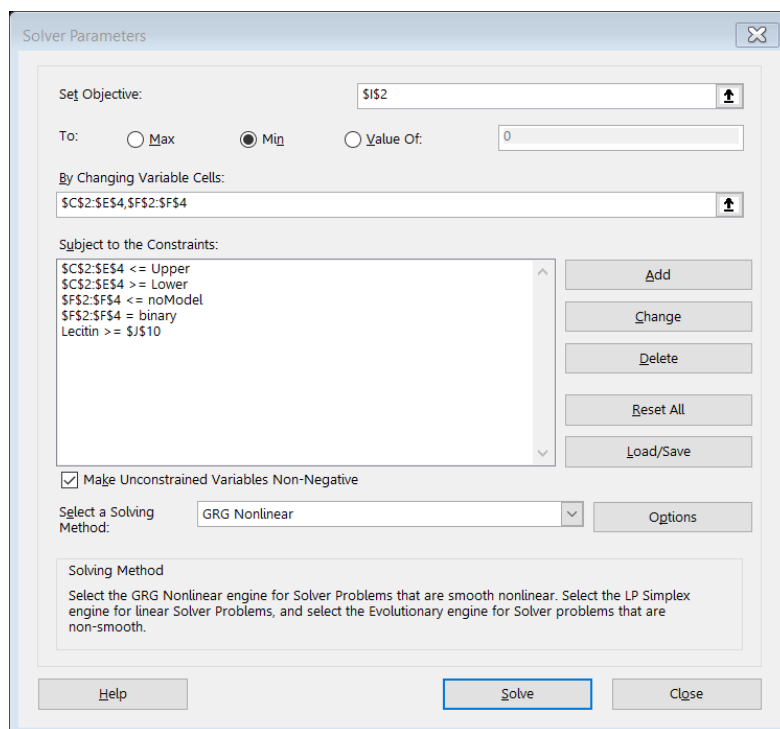 Solver Parameters
Set Objective:
$I$2
To:
Max
Min
Value Of:
0
By Changing Variable Cells:
$C$2:$E$4,$F$2:$F$4
Subject to the Constraints:
$C$2:$E$4 <= Upper
$C$2:$E$4 >= Lower
$F$2:$F$4 <= noModel
$F$2:$F$4 = binary
Lecitin >= $J$10
Add
Change
Delete
Reset All
Load/Save
Make Unconstrained Variables Non-Negative
Select a Solving
Method:
GRG Nonlinear
Options
Solving Method
Select the GRG Nonlinear engine for Solver Problems that are smooth nonlinear. Select the LP Simplex
engine for linear Solver Problems, and select the Evolutionary engine for Solver problems that are
non-smooth.
Help
Solve
Close